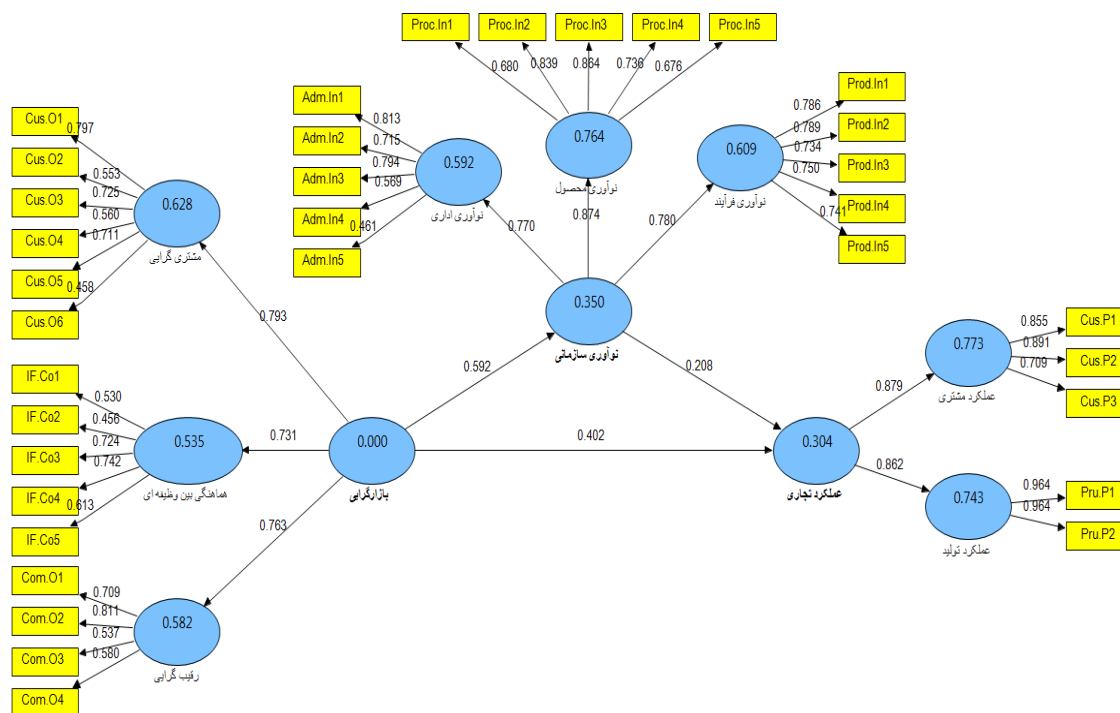 Proc.In1
Proc.In2
Proc.In3
Proc.In4
Proc.In5
0.680
0.839
0.864
0.736
0.676
0.764
نوآوری محصول
Adm.In1
Adm.In2
Adm.In3
Adm.In4
Adm.In5
0.813
0.715
0.794
0.569
0.461
0.592
نوآوری اداری
Prod.In1
Prod.In2
Prod.In3
Prod.In4
Prod.In5
0.786
0.789
0.734
0.750
0.741
0.609
نوآوری فرآیند
Cus.O1
Cus.O2
Cus.O3
Cus.O4
Cus.O5
Cus.O6
0.797
0.553
0.725
0.560
0.711
0.458
0.628
مشتری گرایی
0.770
0.874
0.780
0.350
نوآوری سازمانی
0.793
0.592
0.208
IF.Co1
IF.Co2
IF.Co3
IF.Co4
IF.Co5
0.530
0.456
0.724
0.742
0.613
0.535
هماهنگی بین وظیفه ای
0.731
0.000
بازارگرایی
0.402
0.304
عملکرد تجاری
0.879
0.773
عملکرد مشتری
0.855
0.891
0.709
Cus.P1
Cus.P2
Cus.P3
0.862
0.743
عملکرد تولید
0.964
0.964
Pru.P1
Pru.P2
0.763
Com.O1
Com.O2
Com.O3
Com.O4
0.709
0.811
0.537
0.580
0.582
رقیب گرایی